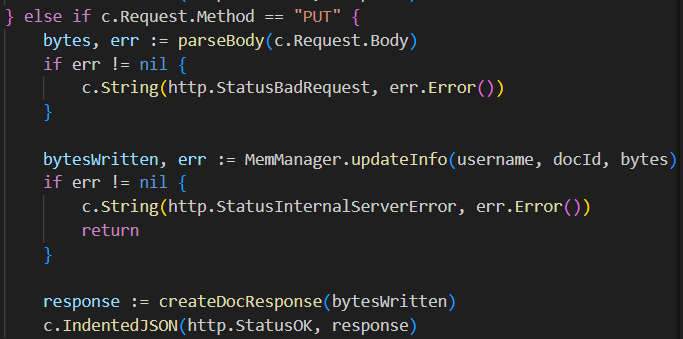 } else if c.Request.Method == "PUT" {
    bytes, err := parseBody(c.Request.Body)
    if err != nil {
        c.String(http.StatusBadRequest, err.Error())
    }

    bytesWritten, err := MemManager.updateInfo(username, docId, bytes)
    if err != nil {
        c.String(http.StatusInternalServerError, err.Error())
        return
    }

    response := createDocResponse(bytesWritten)
    c.IndentedJSON(http.StatusOK, response)